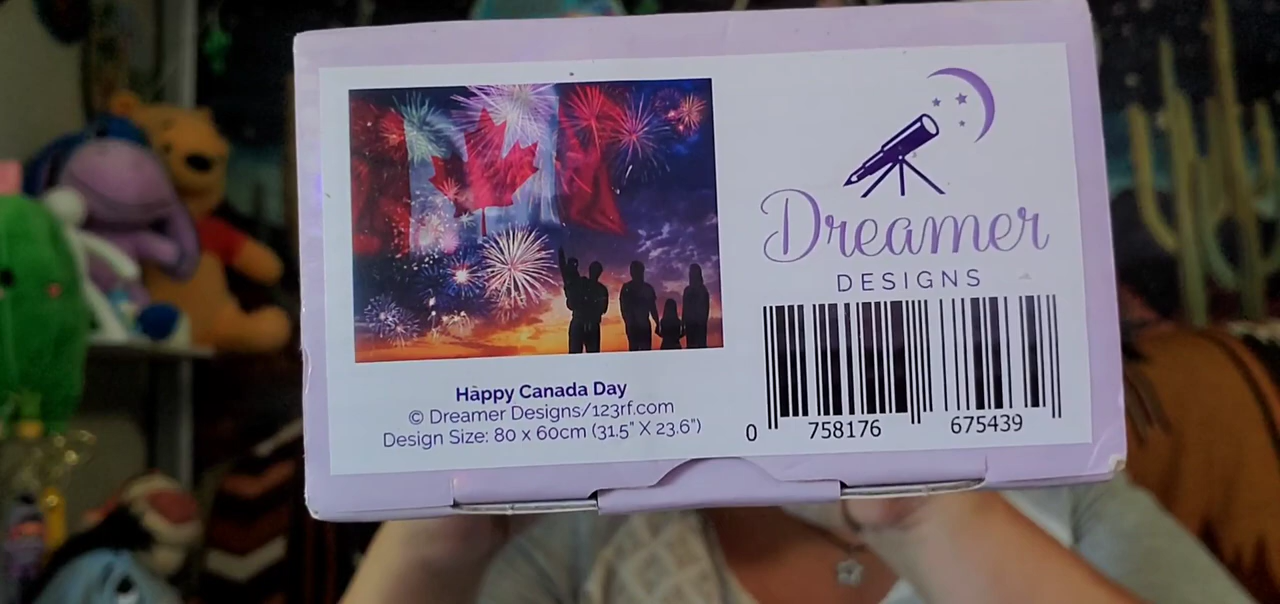 Dreamer
DESIGNS
Happy Canada Day
© Dreamer Designs/123rf.com
Design Size: 80 x 60cm (31.5" X 23.6")
0 758176 675439